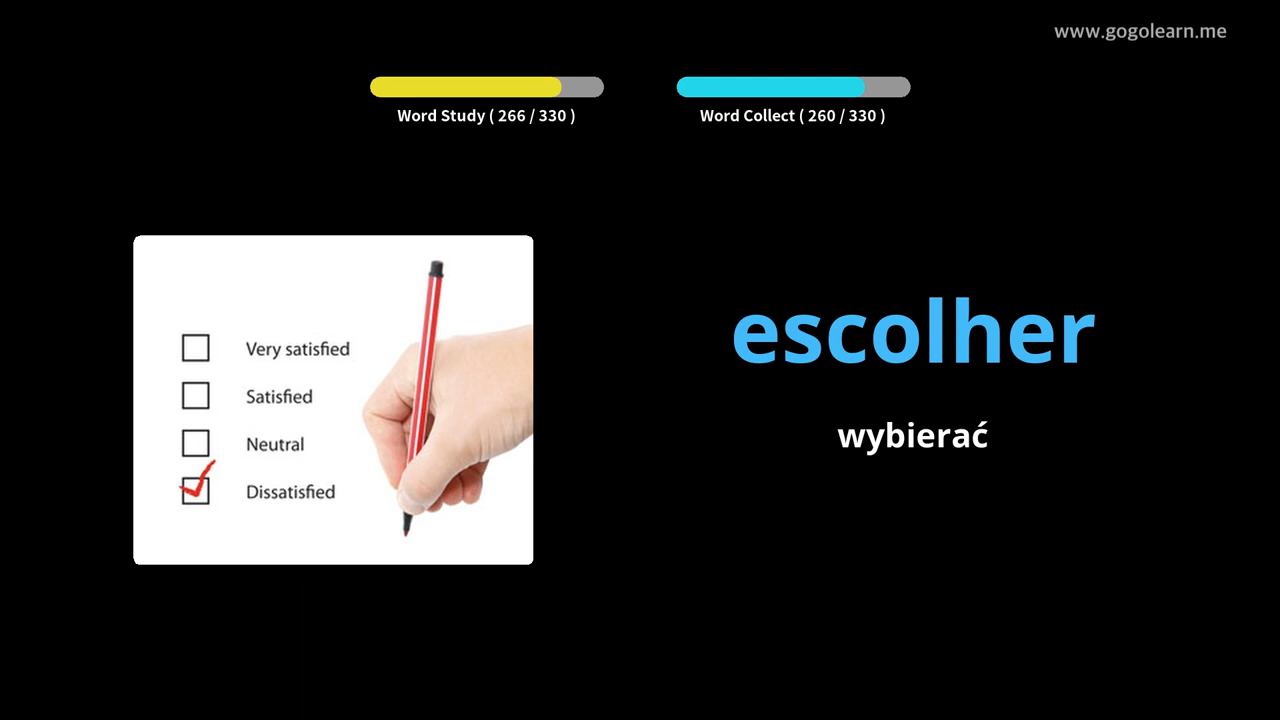 www.gogolearn.me
Word Study ( 266 / 330 )
Word Collect ( 260 / 330 )
Very satisfied
Satisfied
Neutral
Dissatisfied
escolher
wybierać